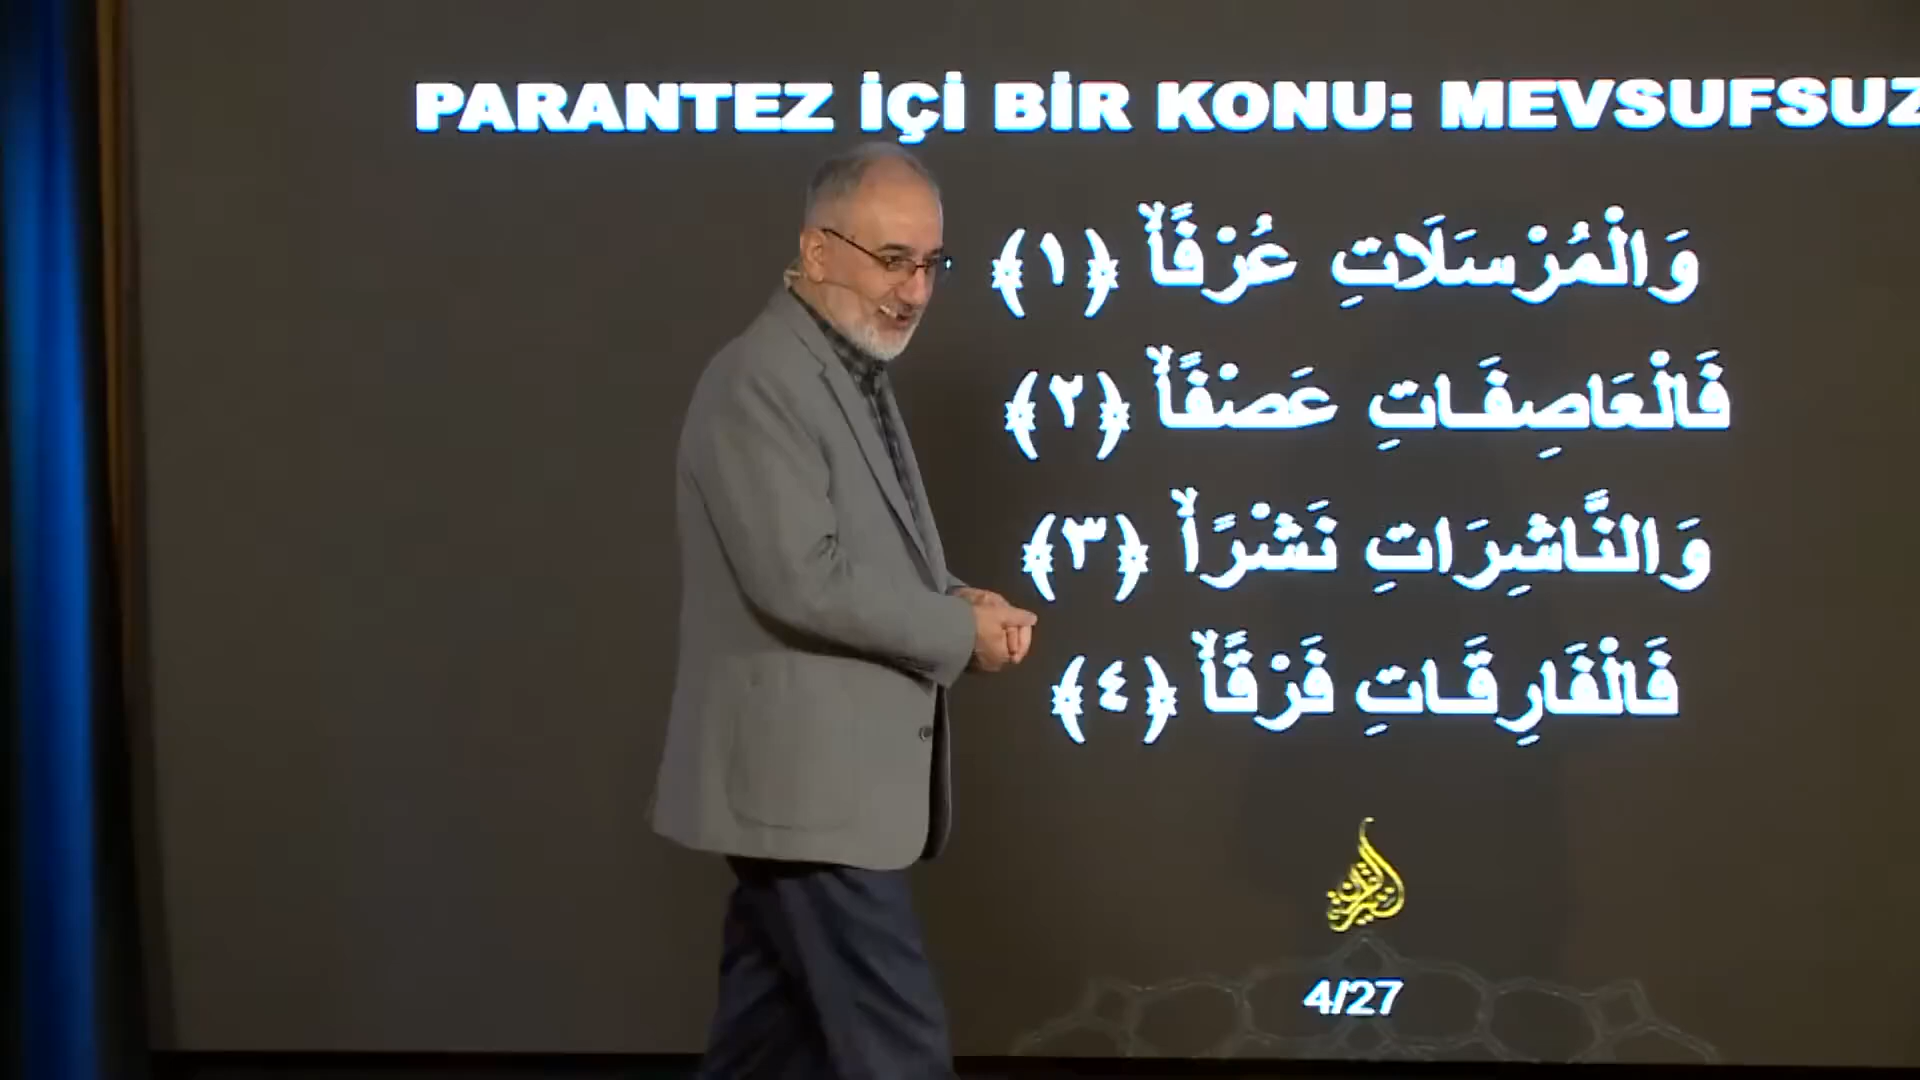 PARANTEZ İÇİ BİR KONU: MEVSUFSUZ
وَالْمُرْسَلَاتِ عُرْفًاۙ ﴿١﴾
فَالْعَاصِفَاتِ عَصْفًاۙ ﴿٢﴾
وَالنَّاشِرَاتِ نَشْرًاۙ ﴿٣﴾
فَالْفَارِقَاتِ فَرْقًاۙ ﴿٤﴾
4/27